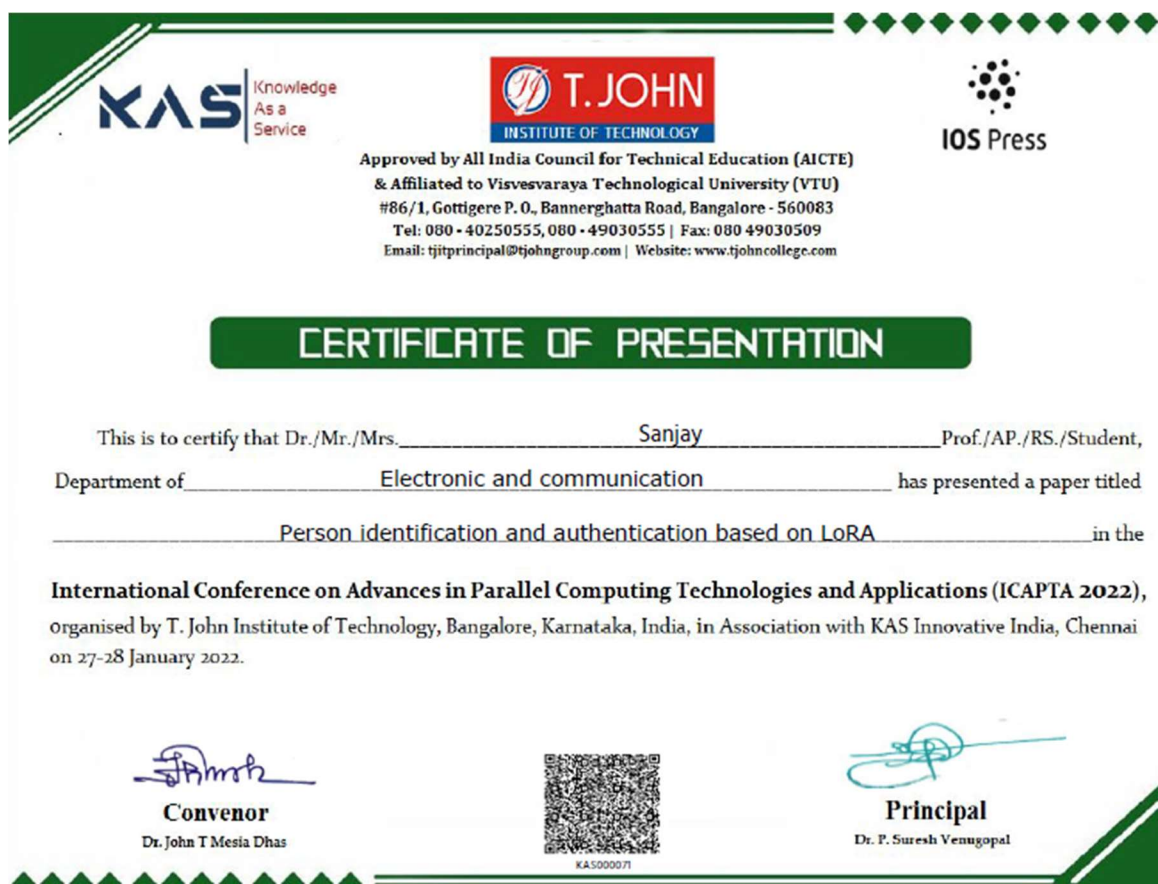 KAS Knowledge
As a
Service
T. JOHN
INSTITUTE OF TECHNOLOGY
IOS Press
Approved by All India Council for Technical Education (AICTE)
& Affiliated to Visvesvaraya Technological University (VTU)
#86/1, Gottigere P. O., Bannerghatta Road, Bangalore - 560083
Tel: 080 - 40250555, 080 - 49030555 | Fax: 080 49030509
Email: tjitprincipal@tjohngroup.com | Website: www.tjohncollege.com
CERTIFICATE OF PRESENTATION
This is to certify that Dr./Mr./Mrs. Sanjay Prof./AP./RS./Student,
Department of Electronic and communication has presented a paper titled
Person identification and authentication based on LoRA in the
International Conference on Advances in Parallel Computing Technologies and Applications (ICAPTA 2022),
organised by T. John Institute of Technology, Bangalore, Karnataka, India, in Association with KAS Innovative India, Chennai
on 27-28 January 2022.
Convenor
Dr. John T Mesia Dhas
KAS000071
Principal
Dr. P. Suresh Venugopal